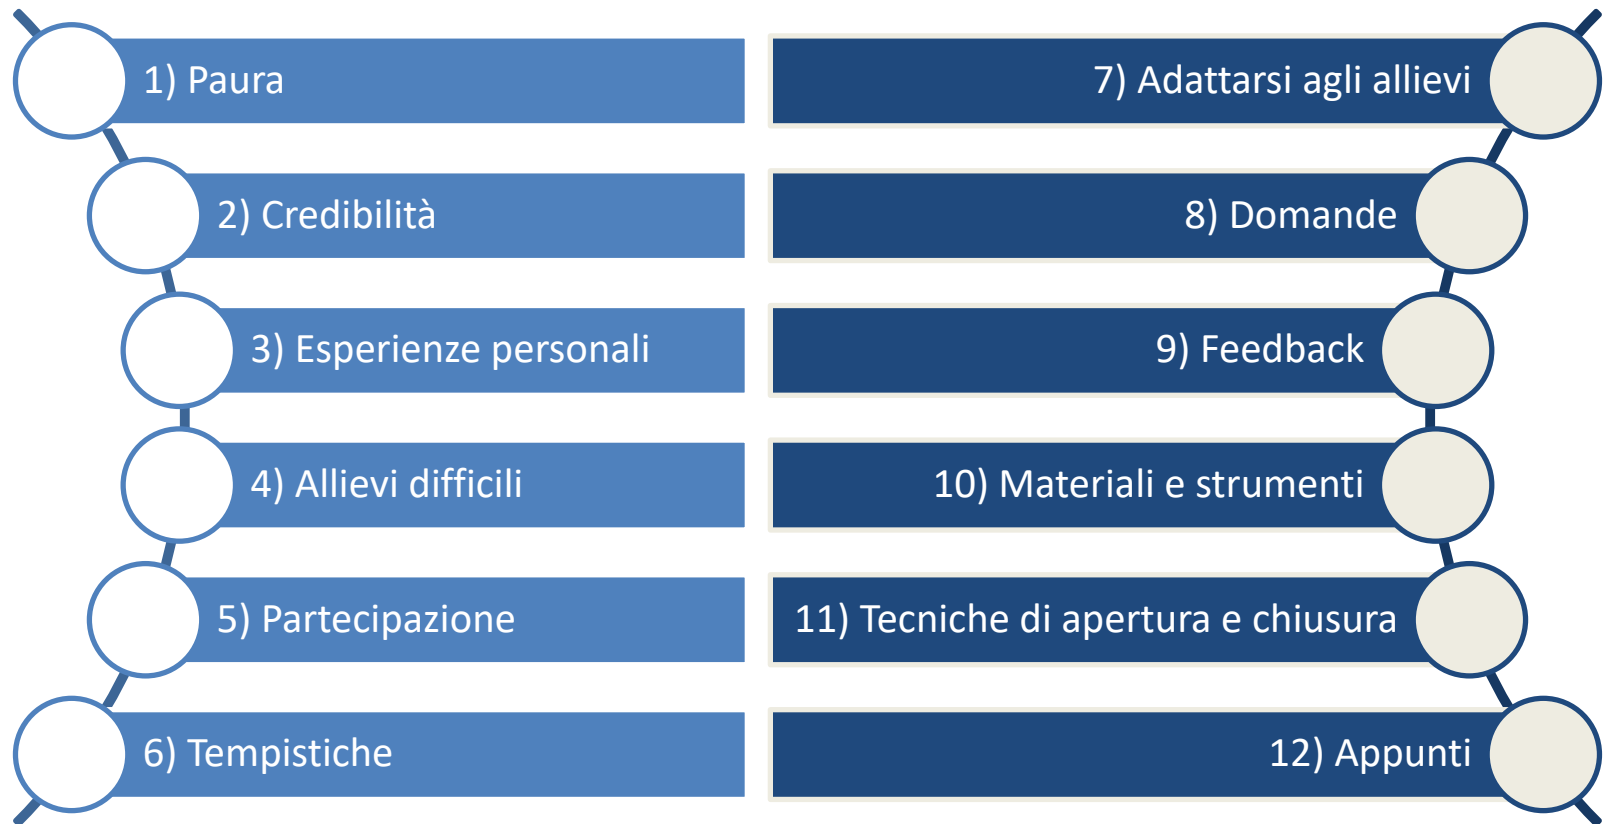 1) Paura
2) Credibilità
3) Esperienze personali
4) Allievi difficili
5) Partecipazione
6) Tempistiche
7) Adattarsi agli allievi
8) Domande
9) Feedback
10) Materiali e strumenti
11) Tecniche di apertura e chiusura
12) Appunti